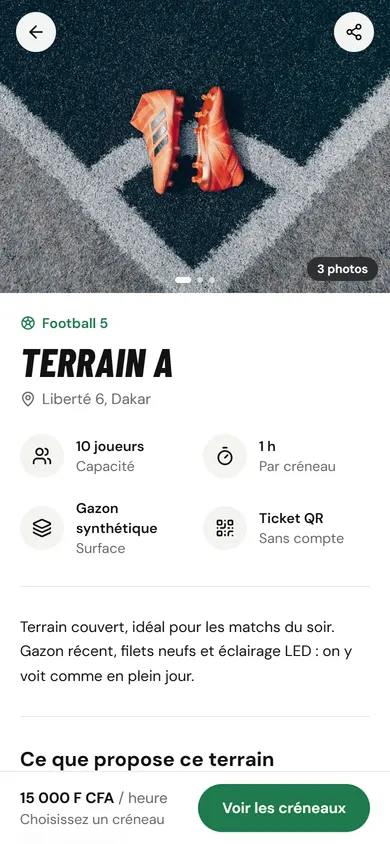 3 photos
Football 5
TERRAIN A
Liberté 6, Dakar
10 joueurs
Capacité
1 h
Par créneau
Gazon
synthétique
Surface
Ticket QR
Sans compte
Terrain couvert, idéal pour les matchs du soir.
Gazon récent, filets neufs et éclairage LED : on y
voit comme en plein jour.
Ce que propose ce terrain
15 000 F CFA / heure
Choisissez un créneau
Voir les créneaux